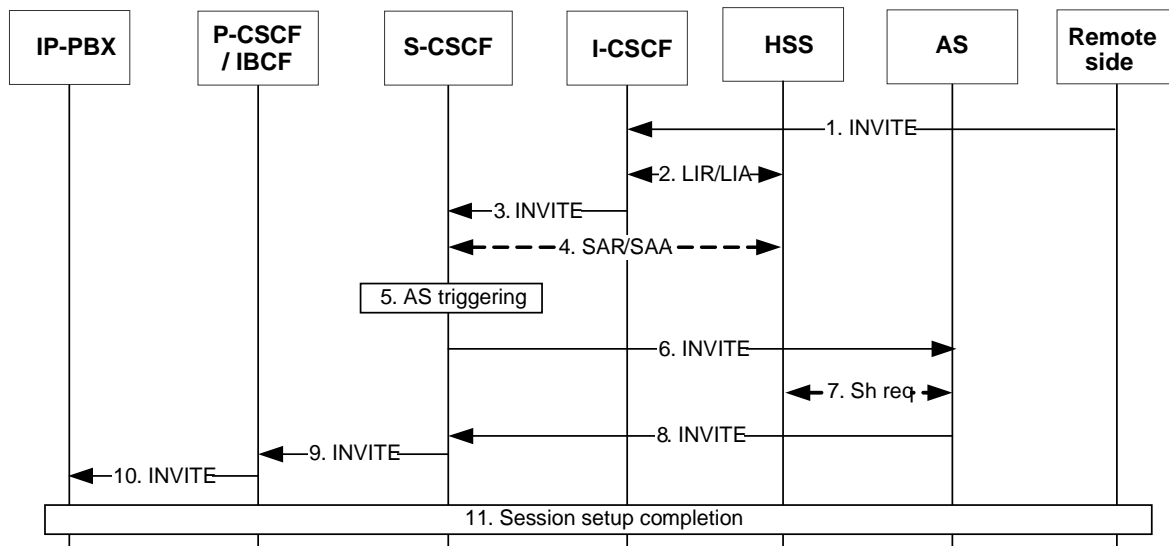 IP-PBX
P-CSCF
/ IBCF
S-CSCF
I-CSCF
HSS
AS
Remote
side
1. INVITE
2. LIR/LIA
3. INVITE
4. SAR/SAA
5. AS triggering
6. INVITE
7. Sh req
8. INVITE
9. INVITE
10. INVITE
11. Session setup completion